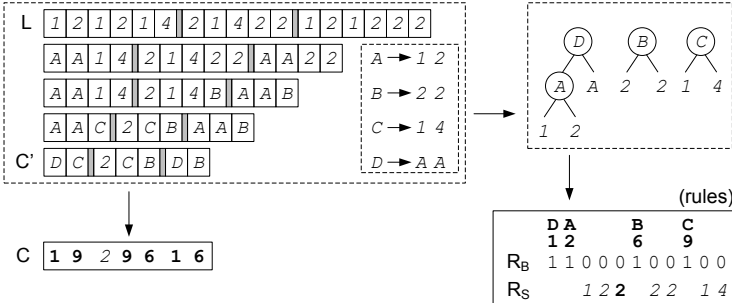 L 1 2 1 2 1 4 2 1 4 2 2 1 2 1 2 2 2
A A 1 4 2 1 4 2 2 A A 2 2
A A 1 4 2 1 4 B A A B
A A C 2 C B A A B
C' D C 2 C B D B
A 1 2
B 2 2
C 1 4
D A A
D B C
A A 2 2 1 4
1 2
C 1 9 2 9 6 1 6
(rules)
D A B C
1 2 6 9
RB 1 1 0 0 0 1 0 0 1 0 0
RS 1 2 2 2 2 1 4